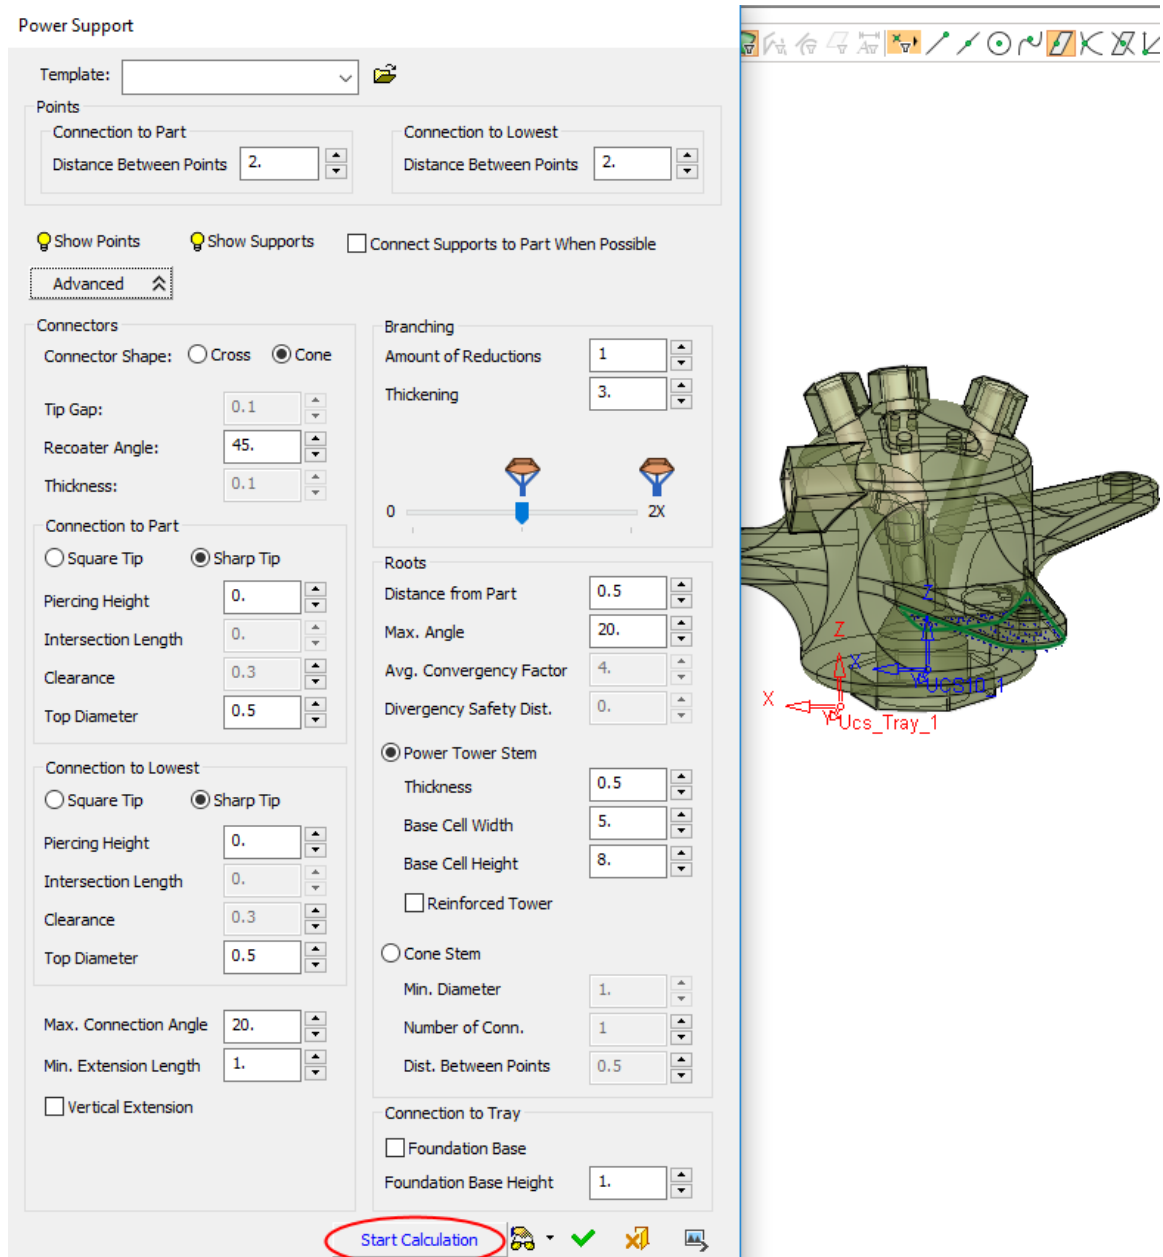 Power Support
Template:
Points
Connection to Part
Distance Between Points 2.
Connection to Lowest
Distance Between Points 2.
Show Points
Show Supports
Connect Supports to Part When Possible
Advanced
Connectors
Connector Shape: Cross Cone
Tip Gap: 0.1
Recoater Angle: 45.
Thickness: 0.1
Connection to Part
Square Tip Sharp Tip
Piercing Height 0.
Intersection Length 0.
Clearance 0.3
Top Diameter 0.5
Connection to Lowest
Square Tip Sharp Tip
Piercing Height 0.
Intersection Length 0.
Clearance 0.3
Top Diameter 0.5
Max. Connection Angle 20.
Min. Extension Length 1.
Vertical Extension
Branching
Amount of Reductions 1
Thickening 3.
0 2X
Roots
Distance from Part 0.5
Max. Angle 20.
Avg. Convergency Factor 4.
Divergency Safety Dist. 0.
Power Tower Stem
Thickness 0.5
Base Cell Width 5.
Base Cell Height 8.
Reinforced Tower
Cone Stem
Min. Diameter 1.
Number of Conn. 1
Dist. Between Points 0.5
Connection to Tray
Foundation Base
Foundation Base Height 1.
Start Calculation
Z
X
Y
UCS10_1
Z
X
Y
Ucs_Tray_1